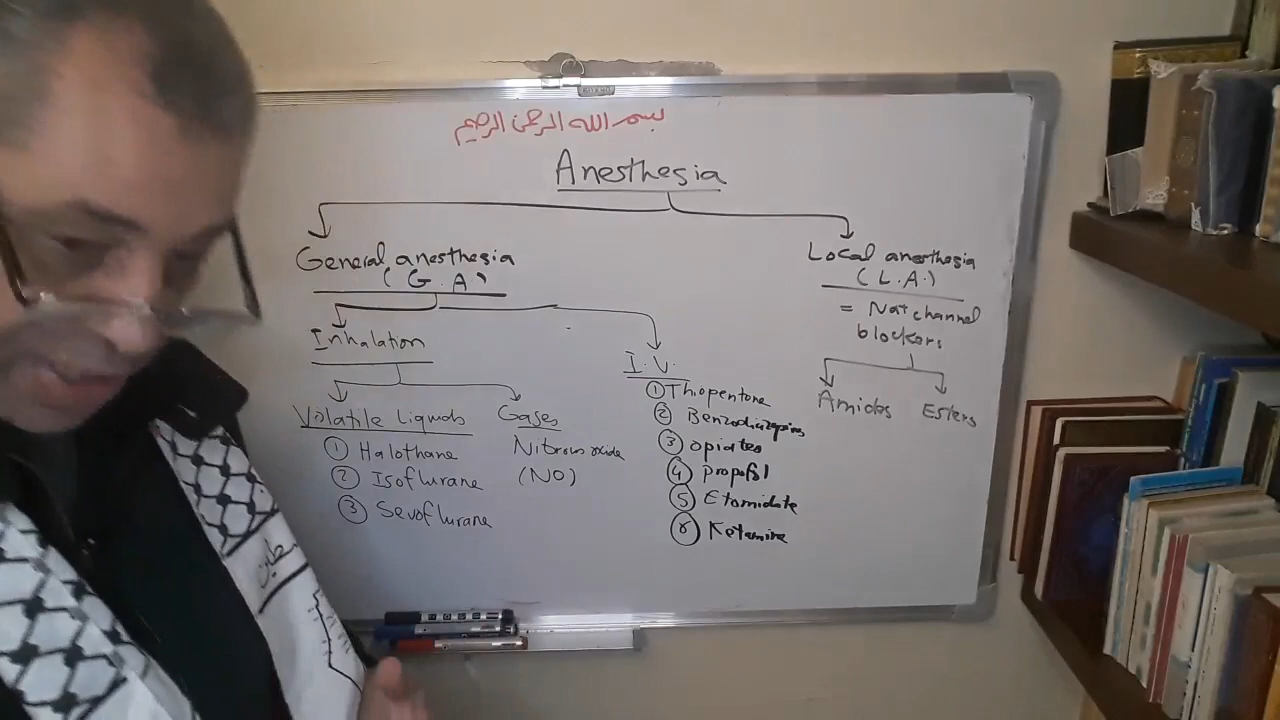 بسم الله الرحمن الرحيم
Anesthesia
General anesthesia
(G.A)
Inhalation
Volatile Liquids
① Halothane
② Isoflurane
③ Sevoflurane
Gases
Nitrous oxide
(NO)
I.V.
① Thiopentone
② Benzodiazepines
③ opiates
④ propofol
⑤ Etomidate
⑥ Ketamine
Local anesthesia
(L.A.)
= Na+ channel
blockers
Amides
Esters